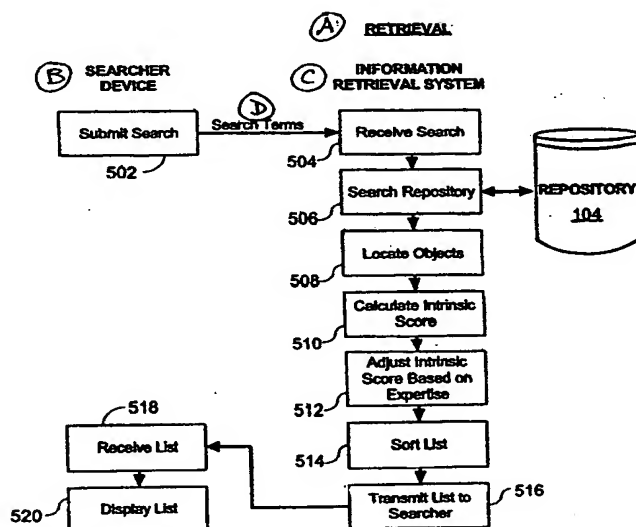 A RETRIEVAL
B SEARCHER
DEVICE
C INFORMATION
RETRIEVAL SYSTEM
D
Submit Search
Search Terms
Receive Search
502
504
Search Repository
506
REPOSITORY
104
Locate Objects
508
Calculate Intrinsic
Score
510
Adjust Intrinsic
Score Based on
Expertise
512
518
Receive List
Sort List
514
Display List
520
Transmit List to
Searcher
516